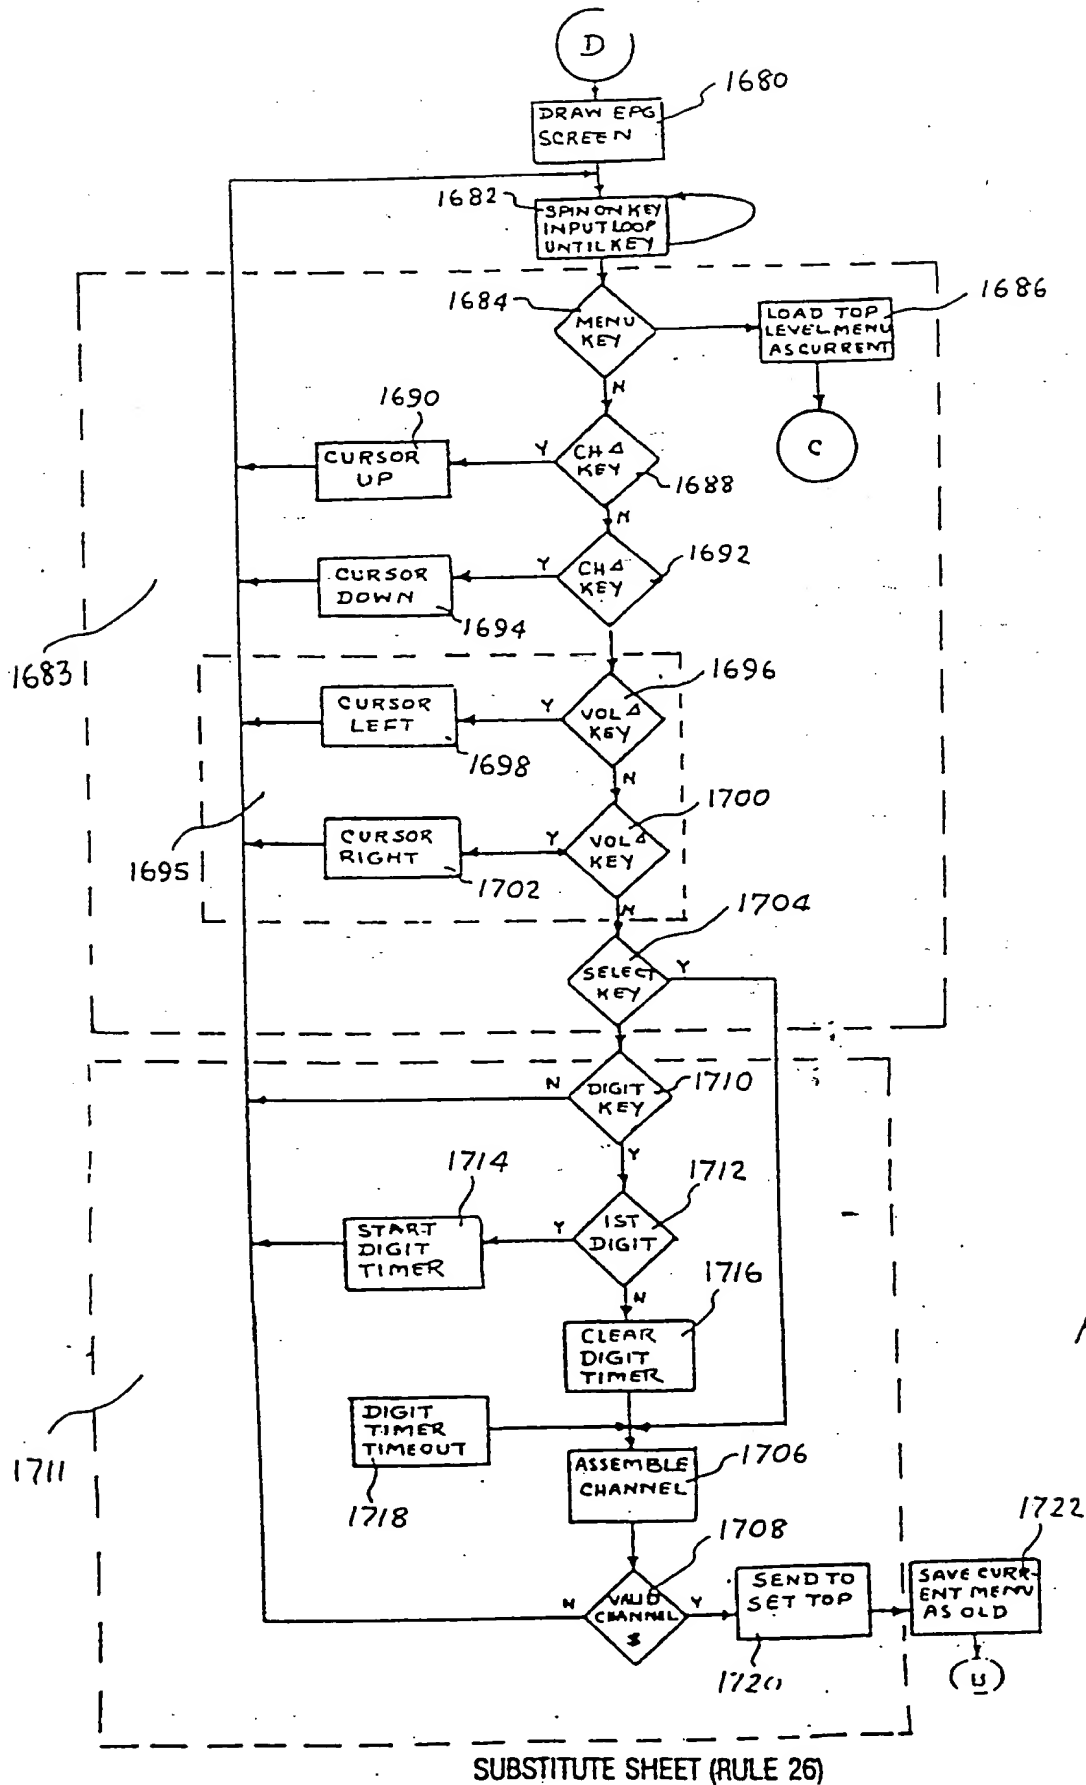 D
1680
DRAW EPG
SCREEN
1682
SPIN ON KEY
INPUT LOOP
UNTIL KEY
1684
MENU
KEY
1686
LOAD TOP
LEVEL MENU
AS CURRENT
N
C
1690
CURSOR
UP
Y
CH Δ
KEY
1688
N
1692
CURSOR
DOWN
Y
CH Δ
KEY
1694
1683
1696
CURSOR
LEFT
Y
VOL Δ
KEY
1698
N
1700
CURSOR
RIGHT
Y
VOL Δ
KEY
1695
1702
N
1704
SELECT
KEY
Y
N
DIGIT
KEY
1710
Y
1714
1712
START
DIGIT
TIMER
Y
1ST
DIGIT
N
1716
CLEAR
DIGIT
TIMER
DIGIT
TIMER
TIMEOUT
1711
1718
ASSEMBLE
CHANNEL
1706
1708
1722
N
VALID
CHANNEL
Y
SEND TO
SET TOP
SAVE CURR-
ENT MENU
AS OLD
1720
SUBSTITUTE SHEET (RULE 26)